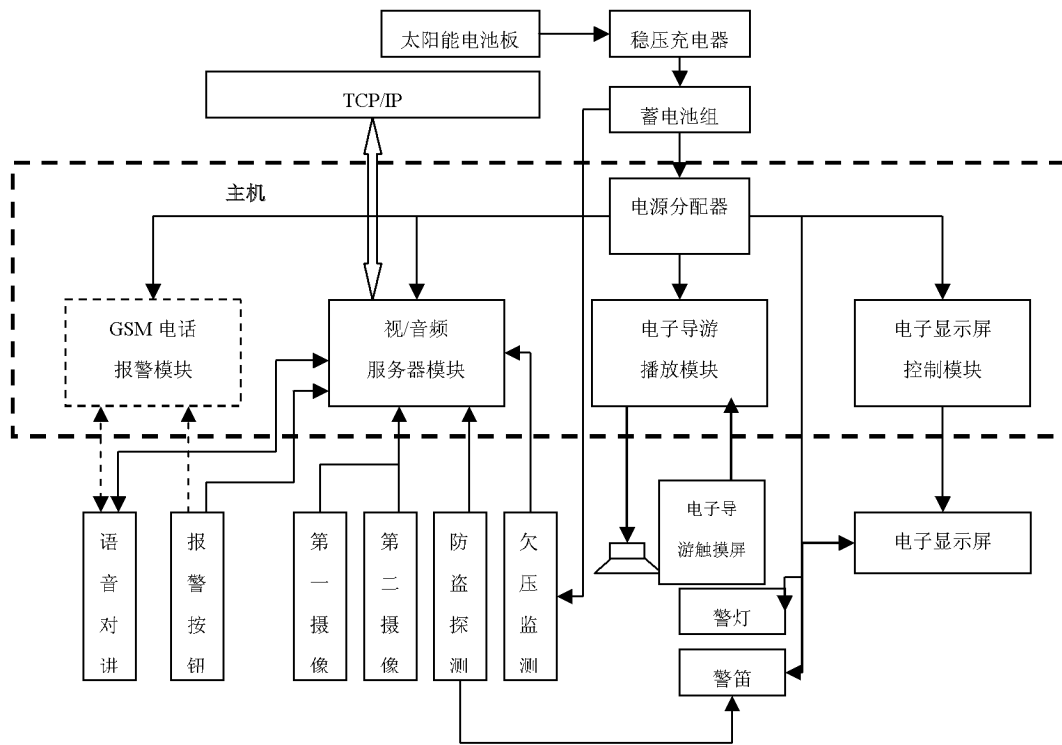 太阳能电池板
稳压充电器
TCP/IP
蓄电池组
主机
电源分配器
GSM 电话
报警模块
视/音频
服务器模块
电子导游
播放模块
电子显示屏
控制模块
语音对讲
报警按钮
第一摄像
第二摄像
防盗探测
欠压监测
电子导
游触摸屏
电子显示屏
警灯
警笛